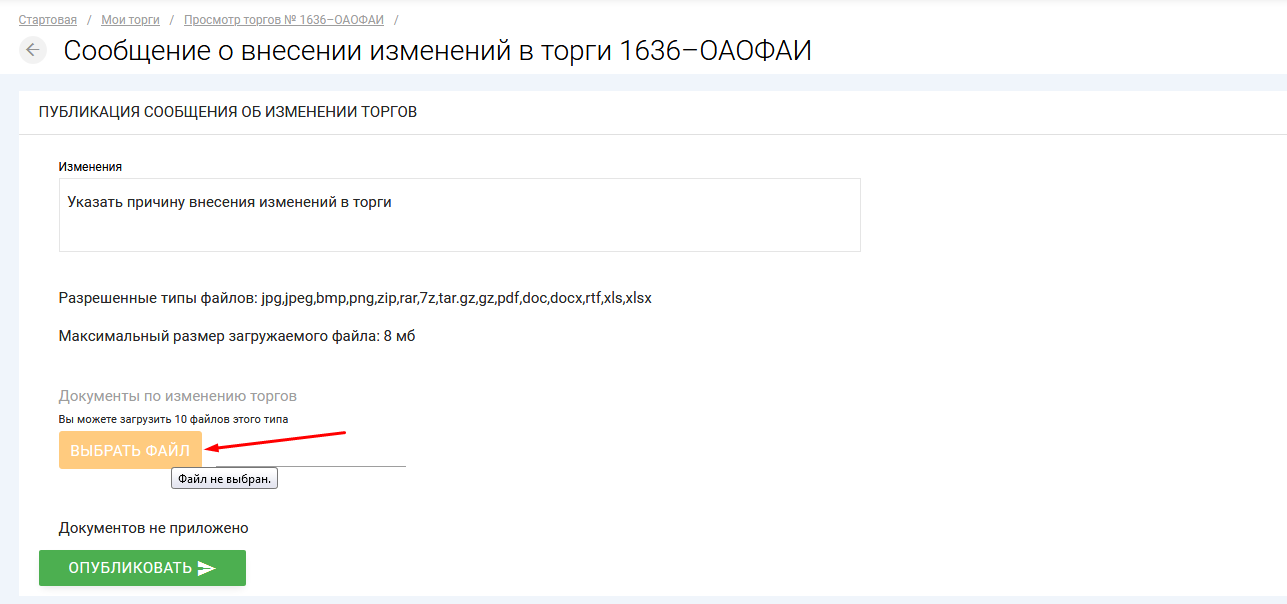 Стартовая / Мои торги / Просмотр торгов № 1636–ОАОФАИ /
Сообщение о внесении изменений в торги 1636–ОАОФАИ
ПУБЛИКАЦИЯ СООБЩЕНИЯ ОБ ИЗМЕНЕНИИ ТОРГОВ
Изменения
Указать причину внесения изменений в торги
Разрешенные типы файлов: jpg,jpeg,bmp,png,zip,rar,7z,tar.gz,gz,pdf,doc,docx,rtf,xls,xlsx
Максимальный размер загружаемого файла: 8 мб
Документы по изменению торгов
Вы можете загрузить 10 файлов этого типа
ВЫБРАТЬ ФАЙЛ
Файл не выбран.
Документов не приложено
ОПУБЛИКОВАТЬ